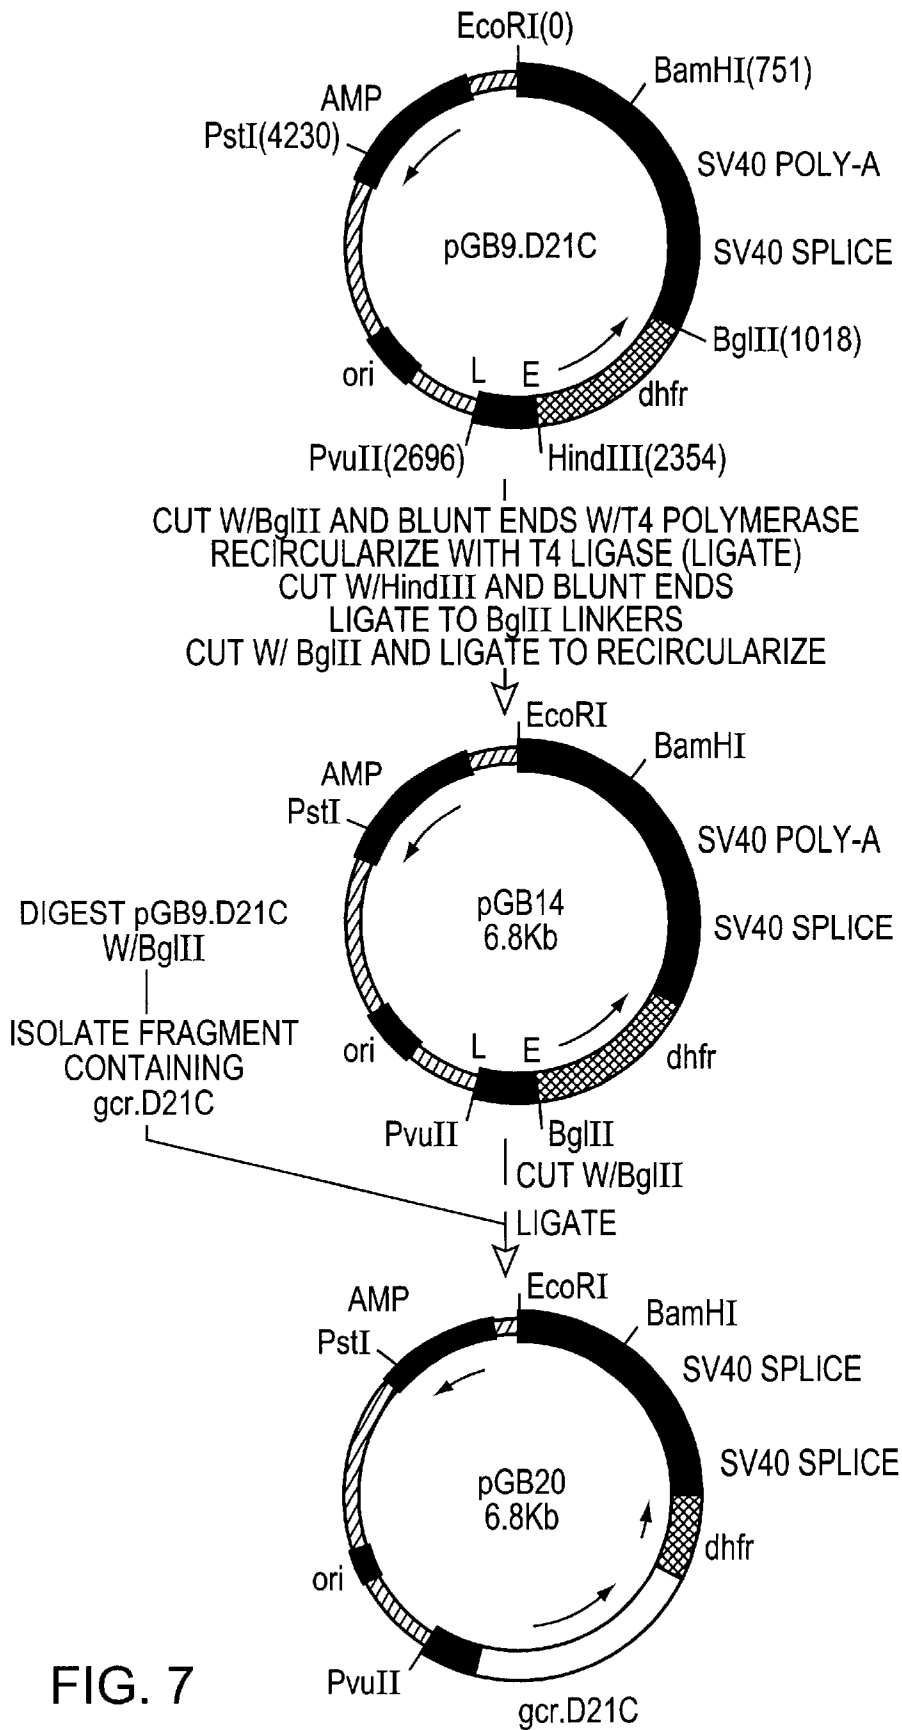 EcoRI(0)
BamHI(751)
AMP
PstI(4230)
SV40 POLY-A
pGB9.D21C
SV40 SPLICE
BglII(1018)
ori
L E
dhfr
PvuII(2696)
HindIII(2354)
CUT W/BglII AND BLUNT ENDS W/T4 POLYMERASE
RECIRCULARIZE WITH T4 LIGASE (LIGATE)
CUT W/HindIII AND BLUNT ENDS
LIGATE TO BglII LINKERS
CUT W/ BglII AND LIGATE TO RECIRCULARIZE
EcoRI
BamHI
AMP
PstI
SV40 POLY-A
pGB14
6.8Kb
SV40 SPLICE
DIGEST pGB9.D21C
W/BglII
ISOLATE FRAGMENT
CONTAINING
gcr.D21C
ori
L E
dhfr
PvuII
BglII
CUT W/BglII
LIGATE
EcoRI
AMP
BamHI
PstI
SV40 SPLICE
SV40 SPLICE
pGB20
6.8Kb
dhfr
ori
PvuII
gcr.D21C
FIG. 7